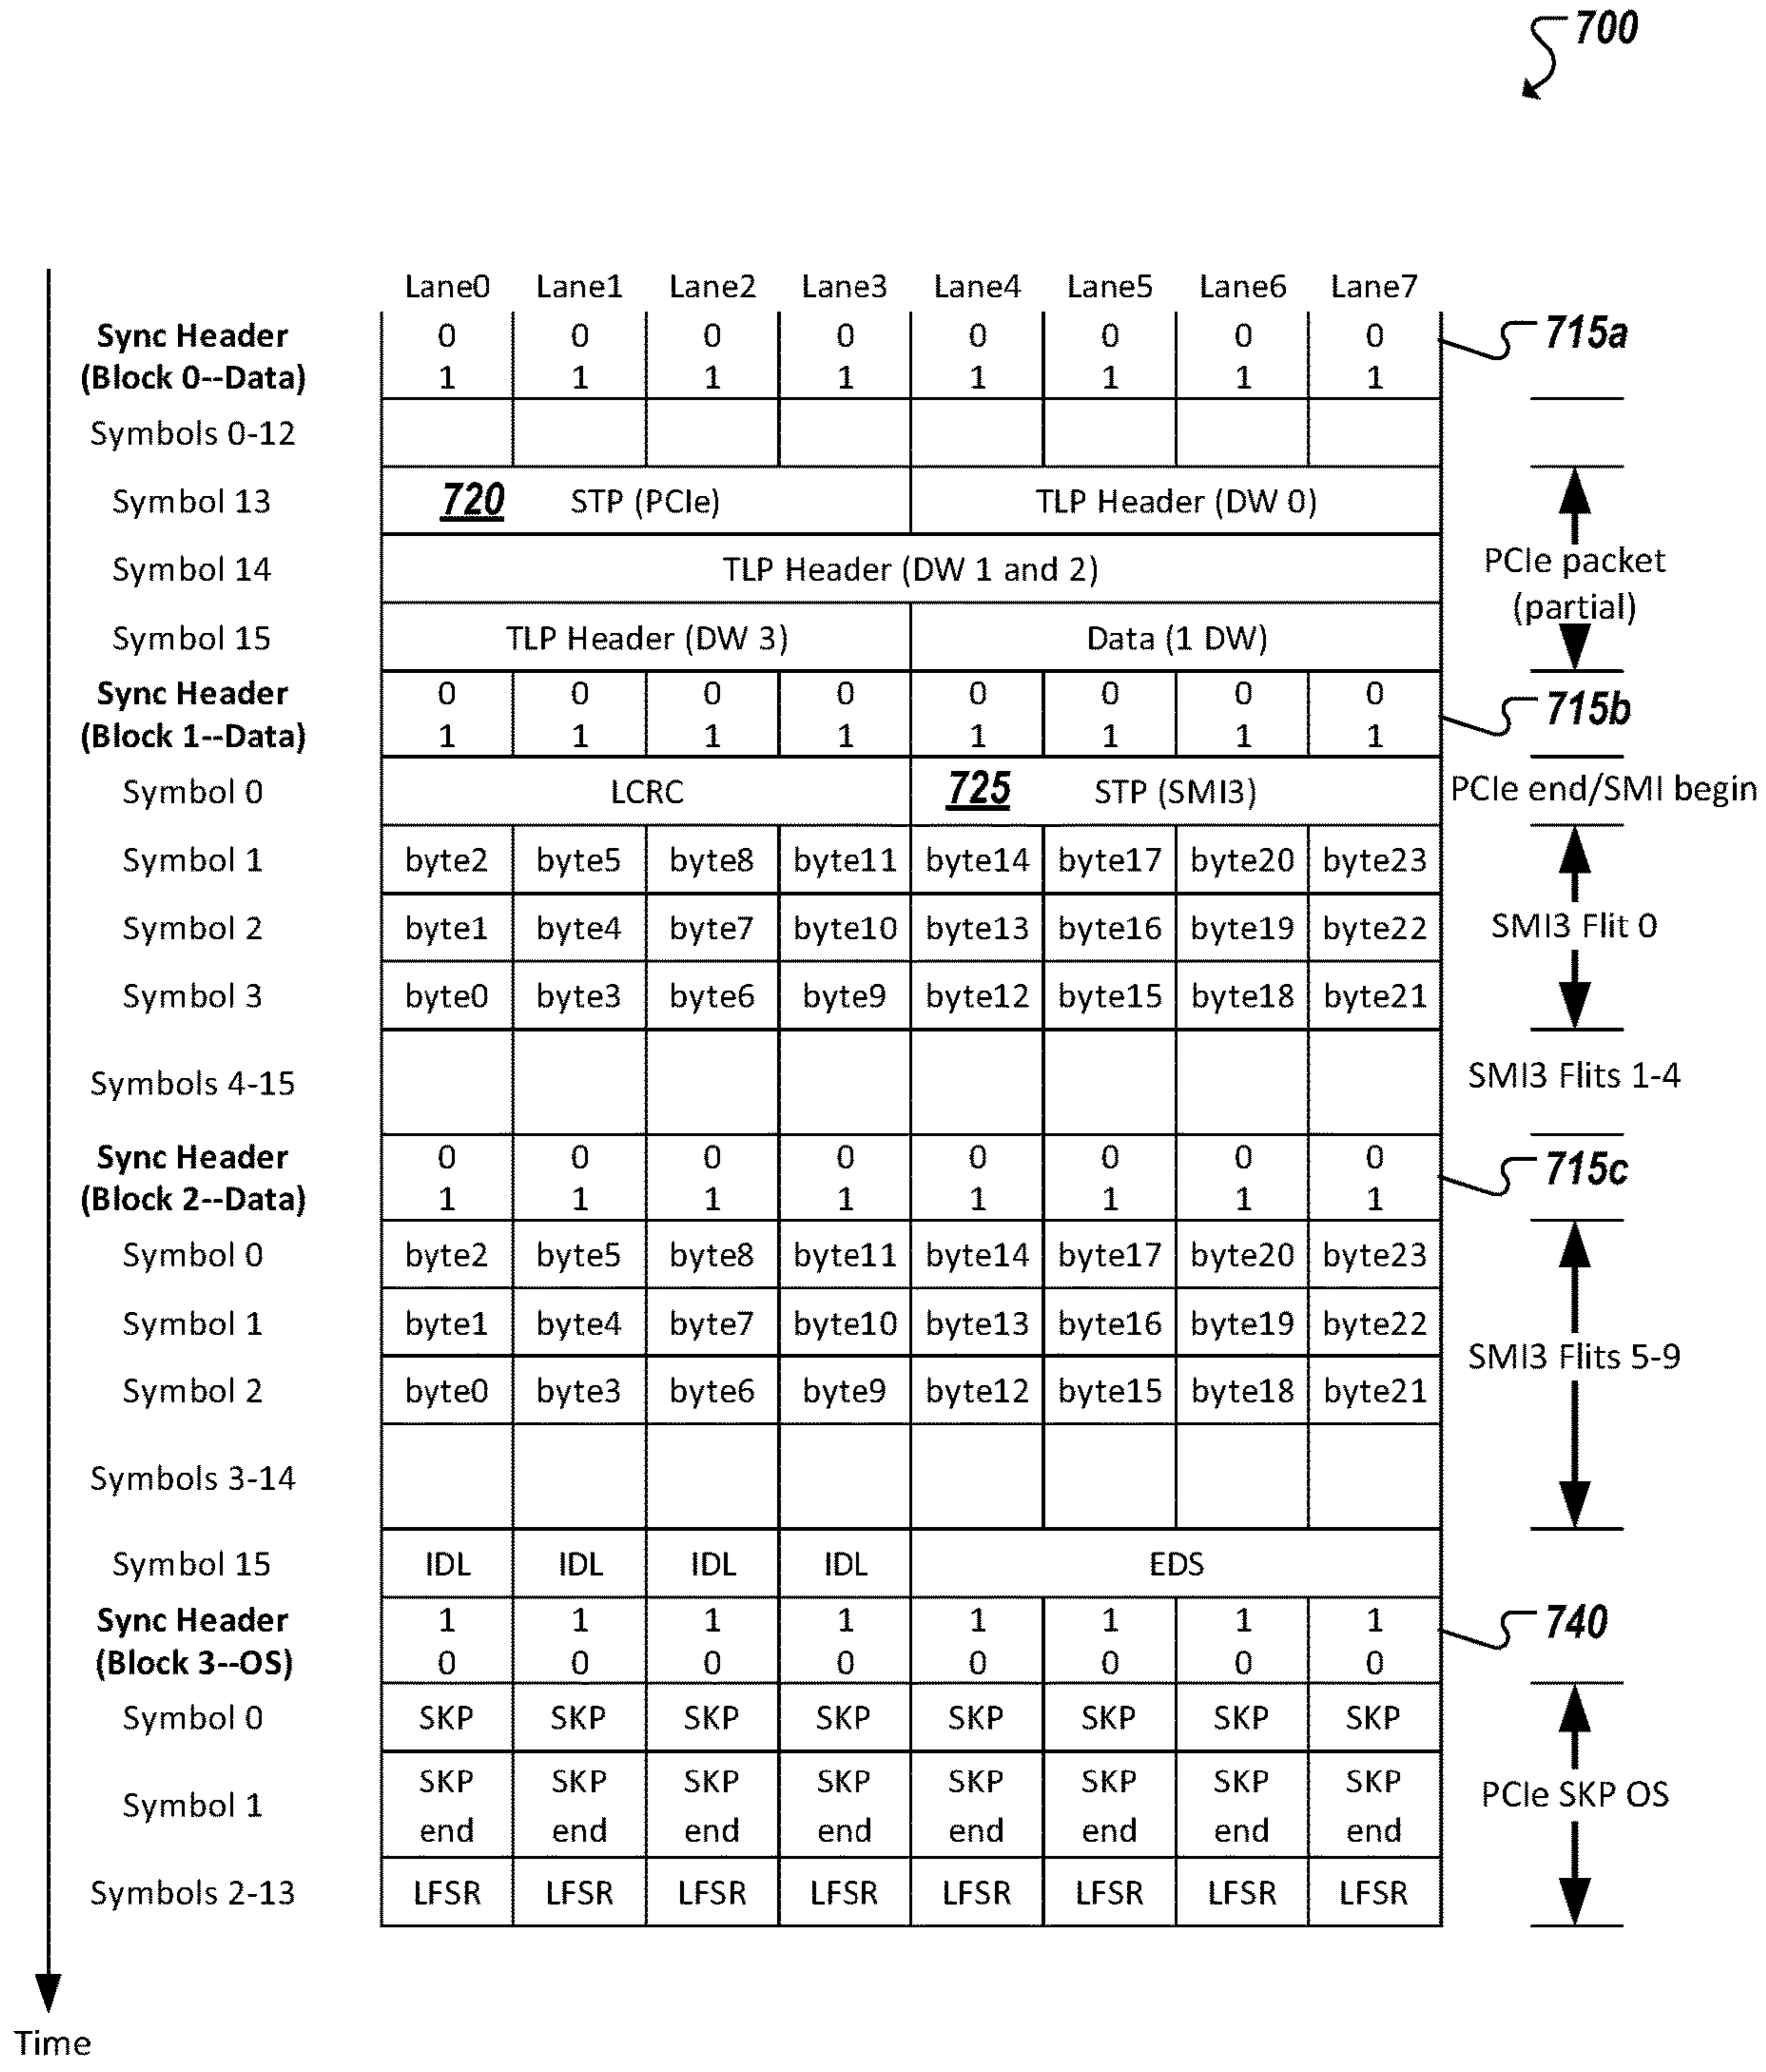 700
Lane0 Lane1 Lane2 Lane3 Lane4 Lane5 Lane6 Lane7
Sync Header 0 0 0 0 0 0 0 0 715a
(Block 0--Data) 1 1 1 1 1 1 1 1
Symbols 0-12
Symbol 13 720 STP (PCIe) TLP Header (DW 0)
Symbol 14 TLP Header (DW 1 and 2) PCIe packet
(partial)
Symbol 15 TLP Header (DW 3) Data (1 DW)
Sync Header 0 0 0 0 0 0 0 0 715b
(Block 1--Data) 1 1 1 1 1 1 1 1
Symbol 0 LCRC 725 STP (SMI3) PCIe end/SMI begin
Symbol 1 byte2 byte5 byte8 byte11 byte14 byte17 byte20 byte23
Symbol 2 byte1 byte4 byte7 byte10 byte13 byte16 byte19 byte22 SMI3 Flit 0
Symbol 3 byte0 byte3 byte6 byte9 byte12 byte15 byte18 byte21
Symbols 4-15 SMI3 Flits 1-4
Sync Header 0 0 0 0 0 0 0 0 715c
(Block 2--Data) 1 1 1 1 1 1 1 1
Symbol 0 byte2 byte5 byte8 byte11 byte14 byte17 byte20 byte23
Symbol 1 byte1 byte4 byte7 byte10 byte13 byte16 byte19 byte22
SMI3 Flits 5-9
Symbol 2 byte0 byte3 byte6 byte9 byte12 byte15 byte18 byte21
Symbols 3-14
Symbol 15 IDL IDL IDL IDL EDS
Sync Header 1 1 1 1 1 1 1 1 740
(Block 3--OS) 0 0 0 0 0 0 0 0
Symbol 0 SKP SKP SKP SKP SKP SKP SKP SKP
Symbol 1 SKP SKP SKP SKP SKP SKP SKP SKP PCIe SKP OS
end end end end end end end end
Symbols 2-13 LFSR LFSR LFSR LFSR LFSR LFSR LFSR LFSR
Time